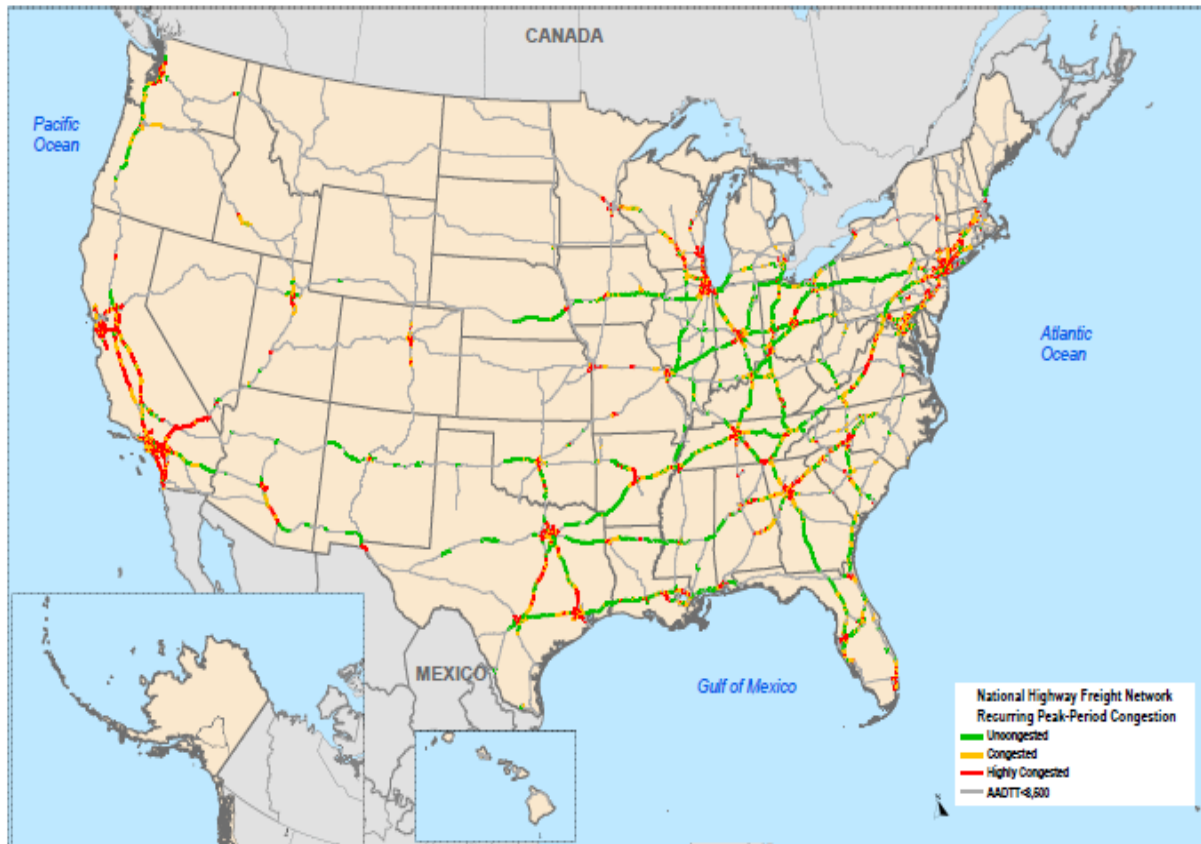 CANADA
Pacific
Ocean
Atlantic
Ocean
MEXICO
Gulf of Mexico
National Highway Freight Network
Recurring Peak-Period Congestion
Uncongested
Congested
Highly Congested
AADTT<8,500
N